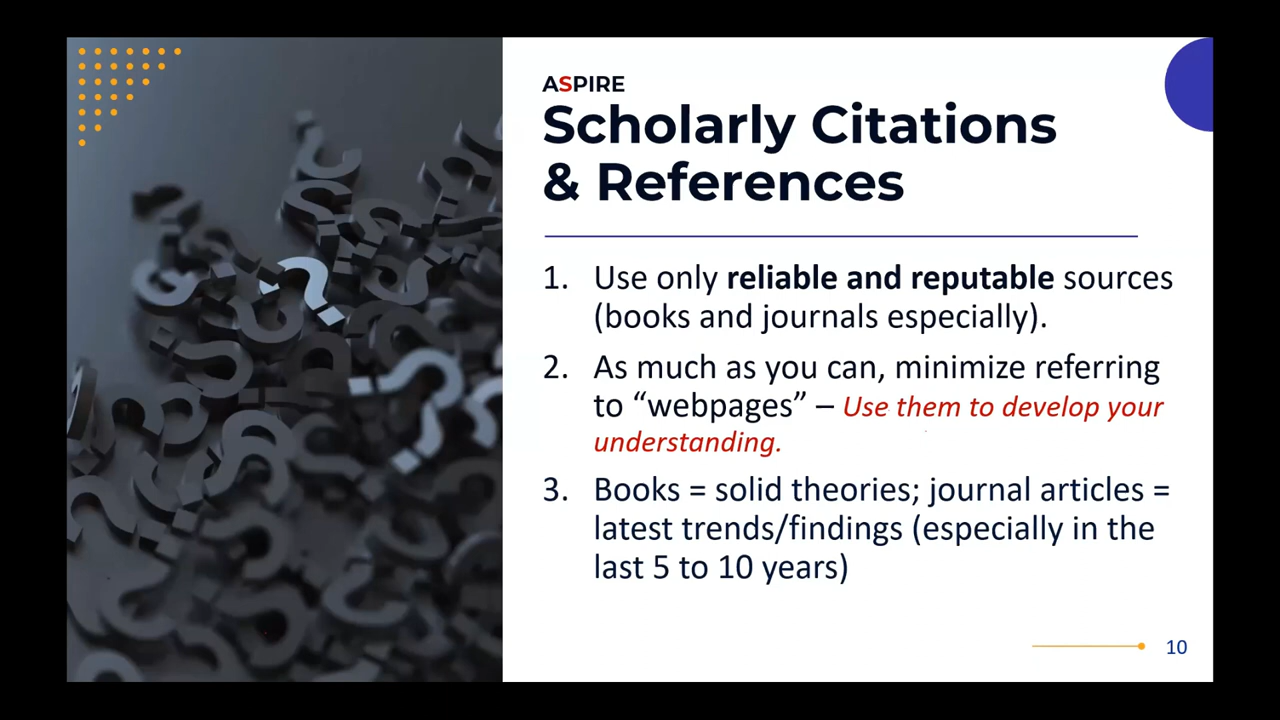 ASPIRE
Scholarly Citations
& References
1. Use only reliable and reputable sources
(books and journals especially).
2. As much as you can, minimize referring
to “webpages” – Use them to develop your
understanding.
3. Books = solid theories; journal articles =
latest trends/findings (especially in the
last 5 to 10 years)
10